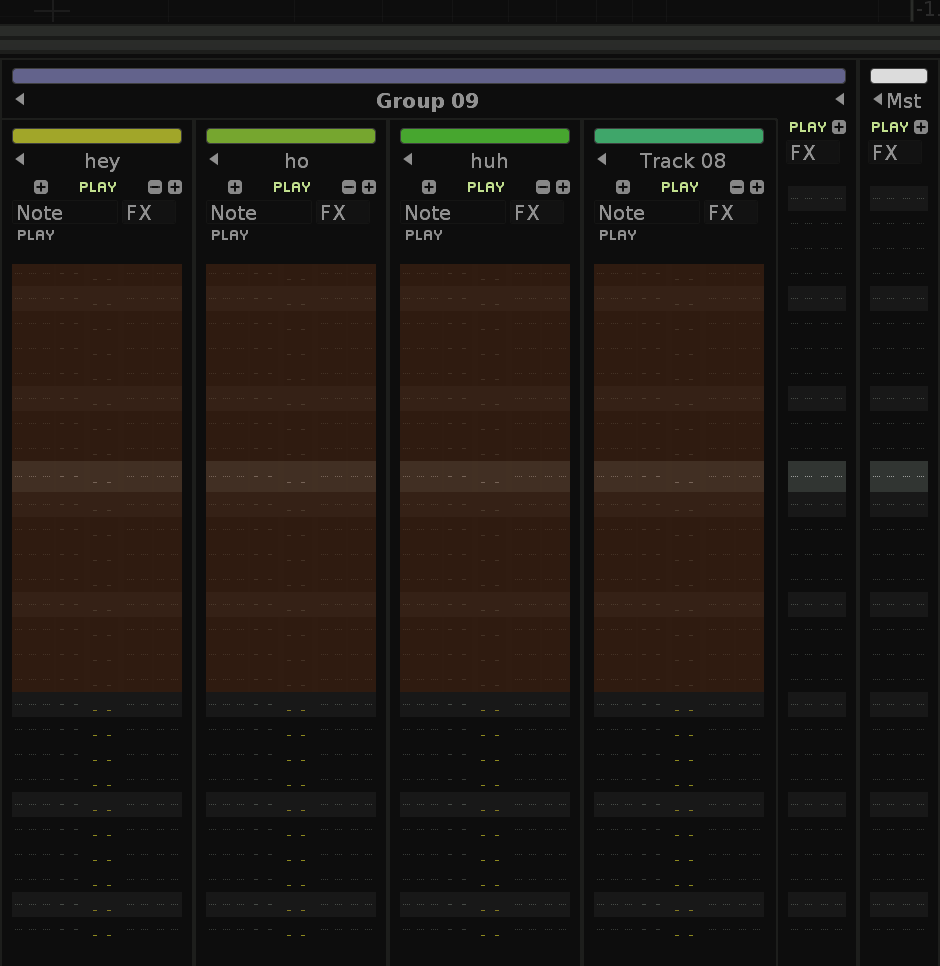 -1
Group 09
Mst
PLAY PLAY
FX FX
hey ho huh Track 08
PLAY PLAY PLAY PLAY
Note FX Note FX Note FX Note FX
PLAY PLAY PLAY PLAY